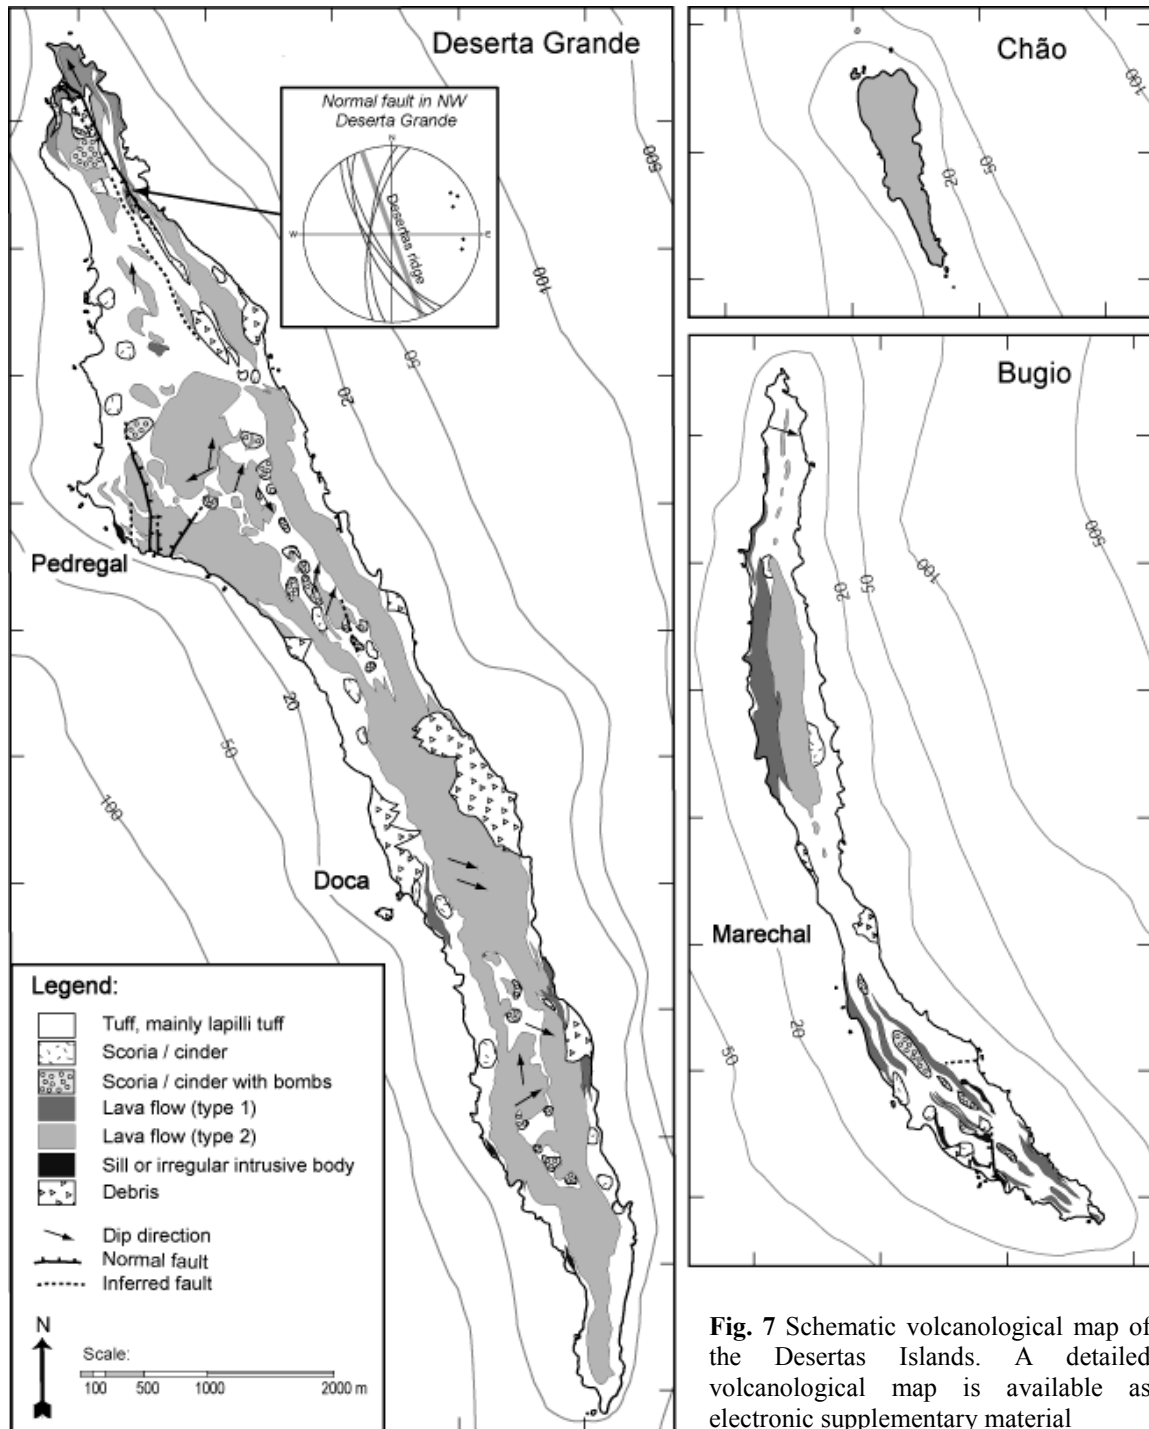 Deserta Grande
Normal fault in NW
Deserta Grande
N
W
E
Desertas ridge
500
100
50
20
Pedregal
20
50
100
Doca
Legend:
Tuff, mainly lapilli tuff
Scoria / cinder
Scoria / cinder with bombs
Lava flow (type 1)
Lava flow (type 2)
Sill or irregular intrusive body
Debris
Dip direction
Normal fault
Inferred fault
N
Scale:
100 500 1000 2000 m
Chão
100
50
20
Bugio
500
100
50
20
Marechal
20
50
Fig. 7 Schematic volcanological map of
the Desertas Islands. A detailed
volcanological map is available as
electronic supplementary material